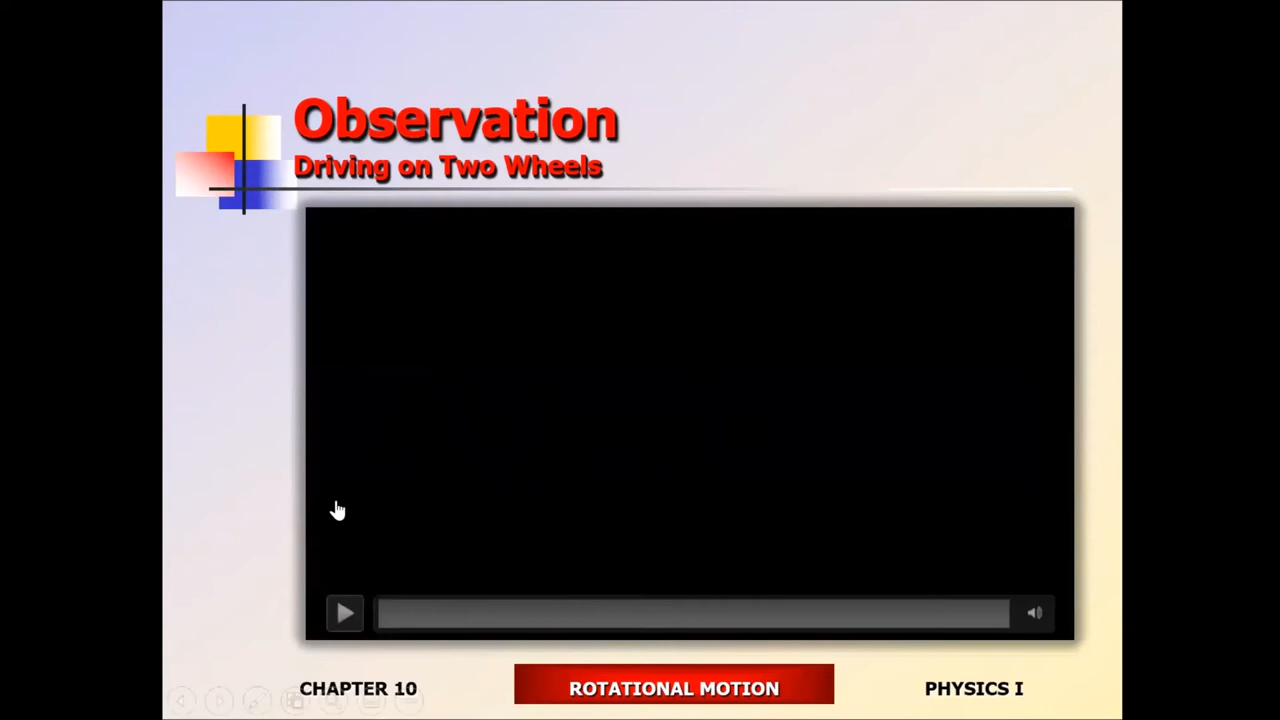 Observation
Driving on Two Wheels
CHAPTER 10
ROTATIONAL MOTION
PHYSICS I